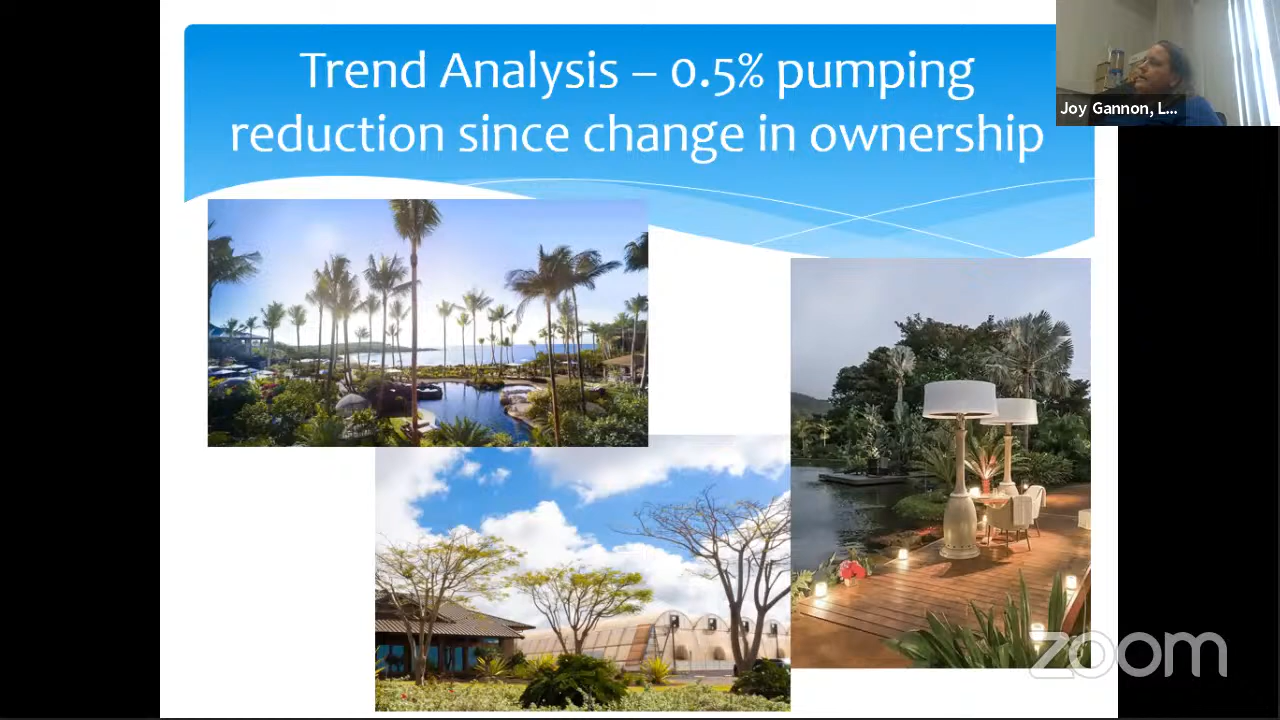 Trend Analysis – 0.5% pumping
reduction since change in ownership
Joy Gannon, L...
zoom